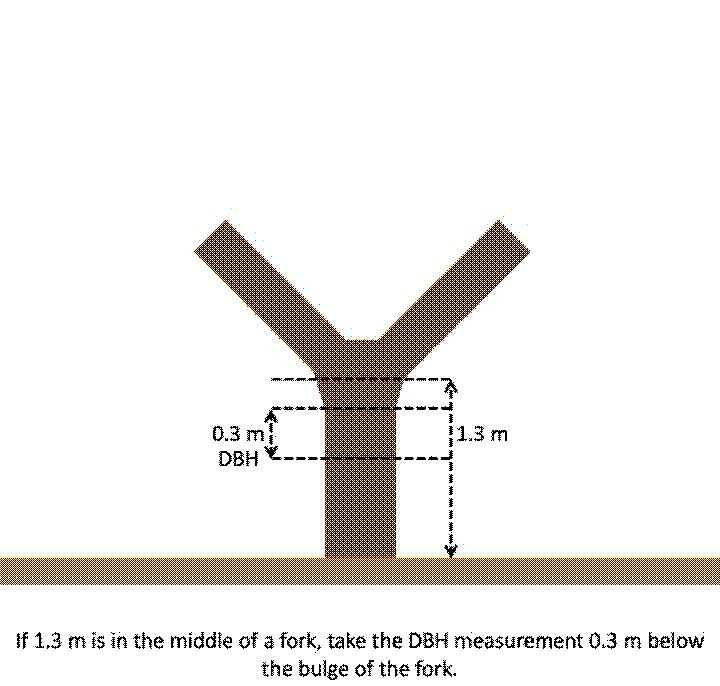 0.3 m
1.3 m
DBH
If 1.3 m is in the middle of a fork, take the DBH measurement 0.3 m below
the bulge of the fork.